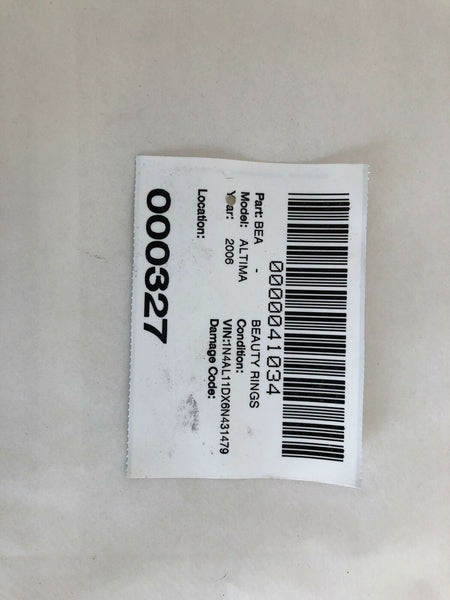 0000041034
Part: BEA - BEAUTY RINGS
Model: ALTIMA Condition:
Year: 2006 VIN:1N4AL11DX6N431479
Damage Code:
Location:
000327